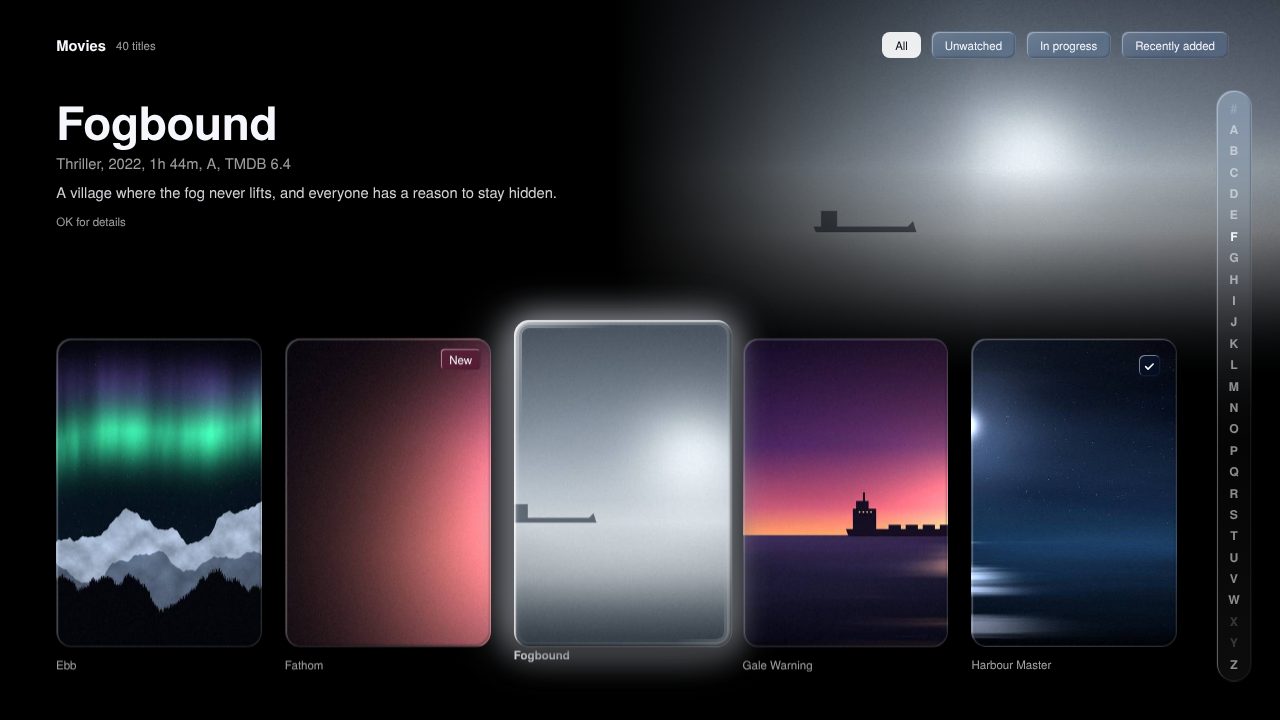 Movies 40 titles
All Unwatched In progress Recently added
Fogbound
Thriller, 2022, 1h 44m, A, TMDB 6.4
A village where the fog never lifts, and everyone has a reason to stay hidden.
OK for details
New
Ebb
Fathom
Fogbound
Gale Warning
Harbour Master
#
A
B
C
D
E
F
G
H
I
J
K
L
M
N
O
P
Q
R
S
T
U
V
W
X
Y
Z